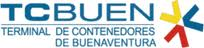 TCBUEN
TERMINAL DE CONTENEDORES
DE BUENAVENTURA